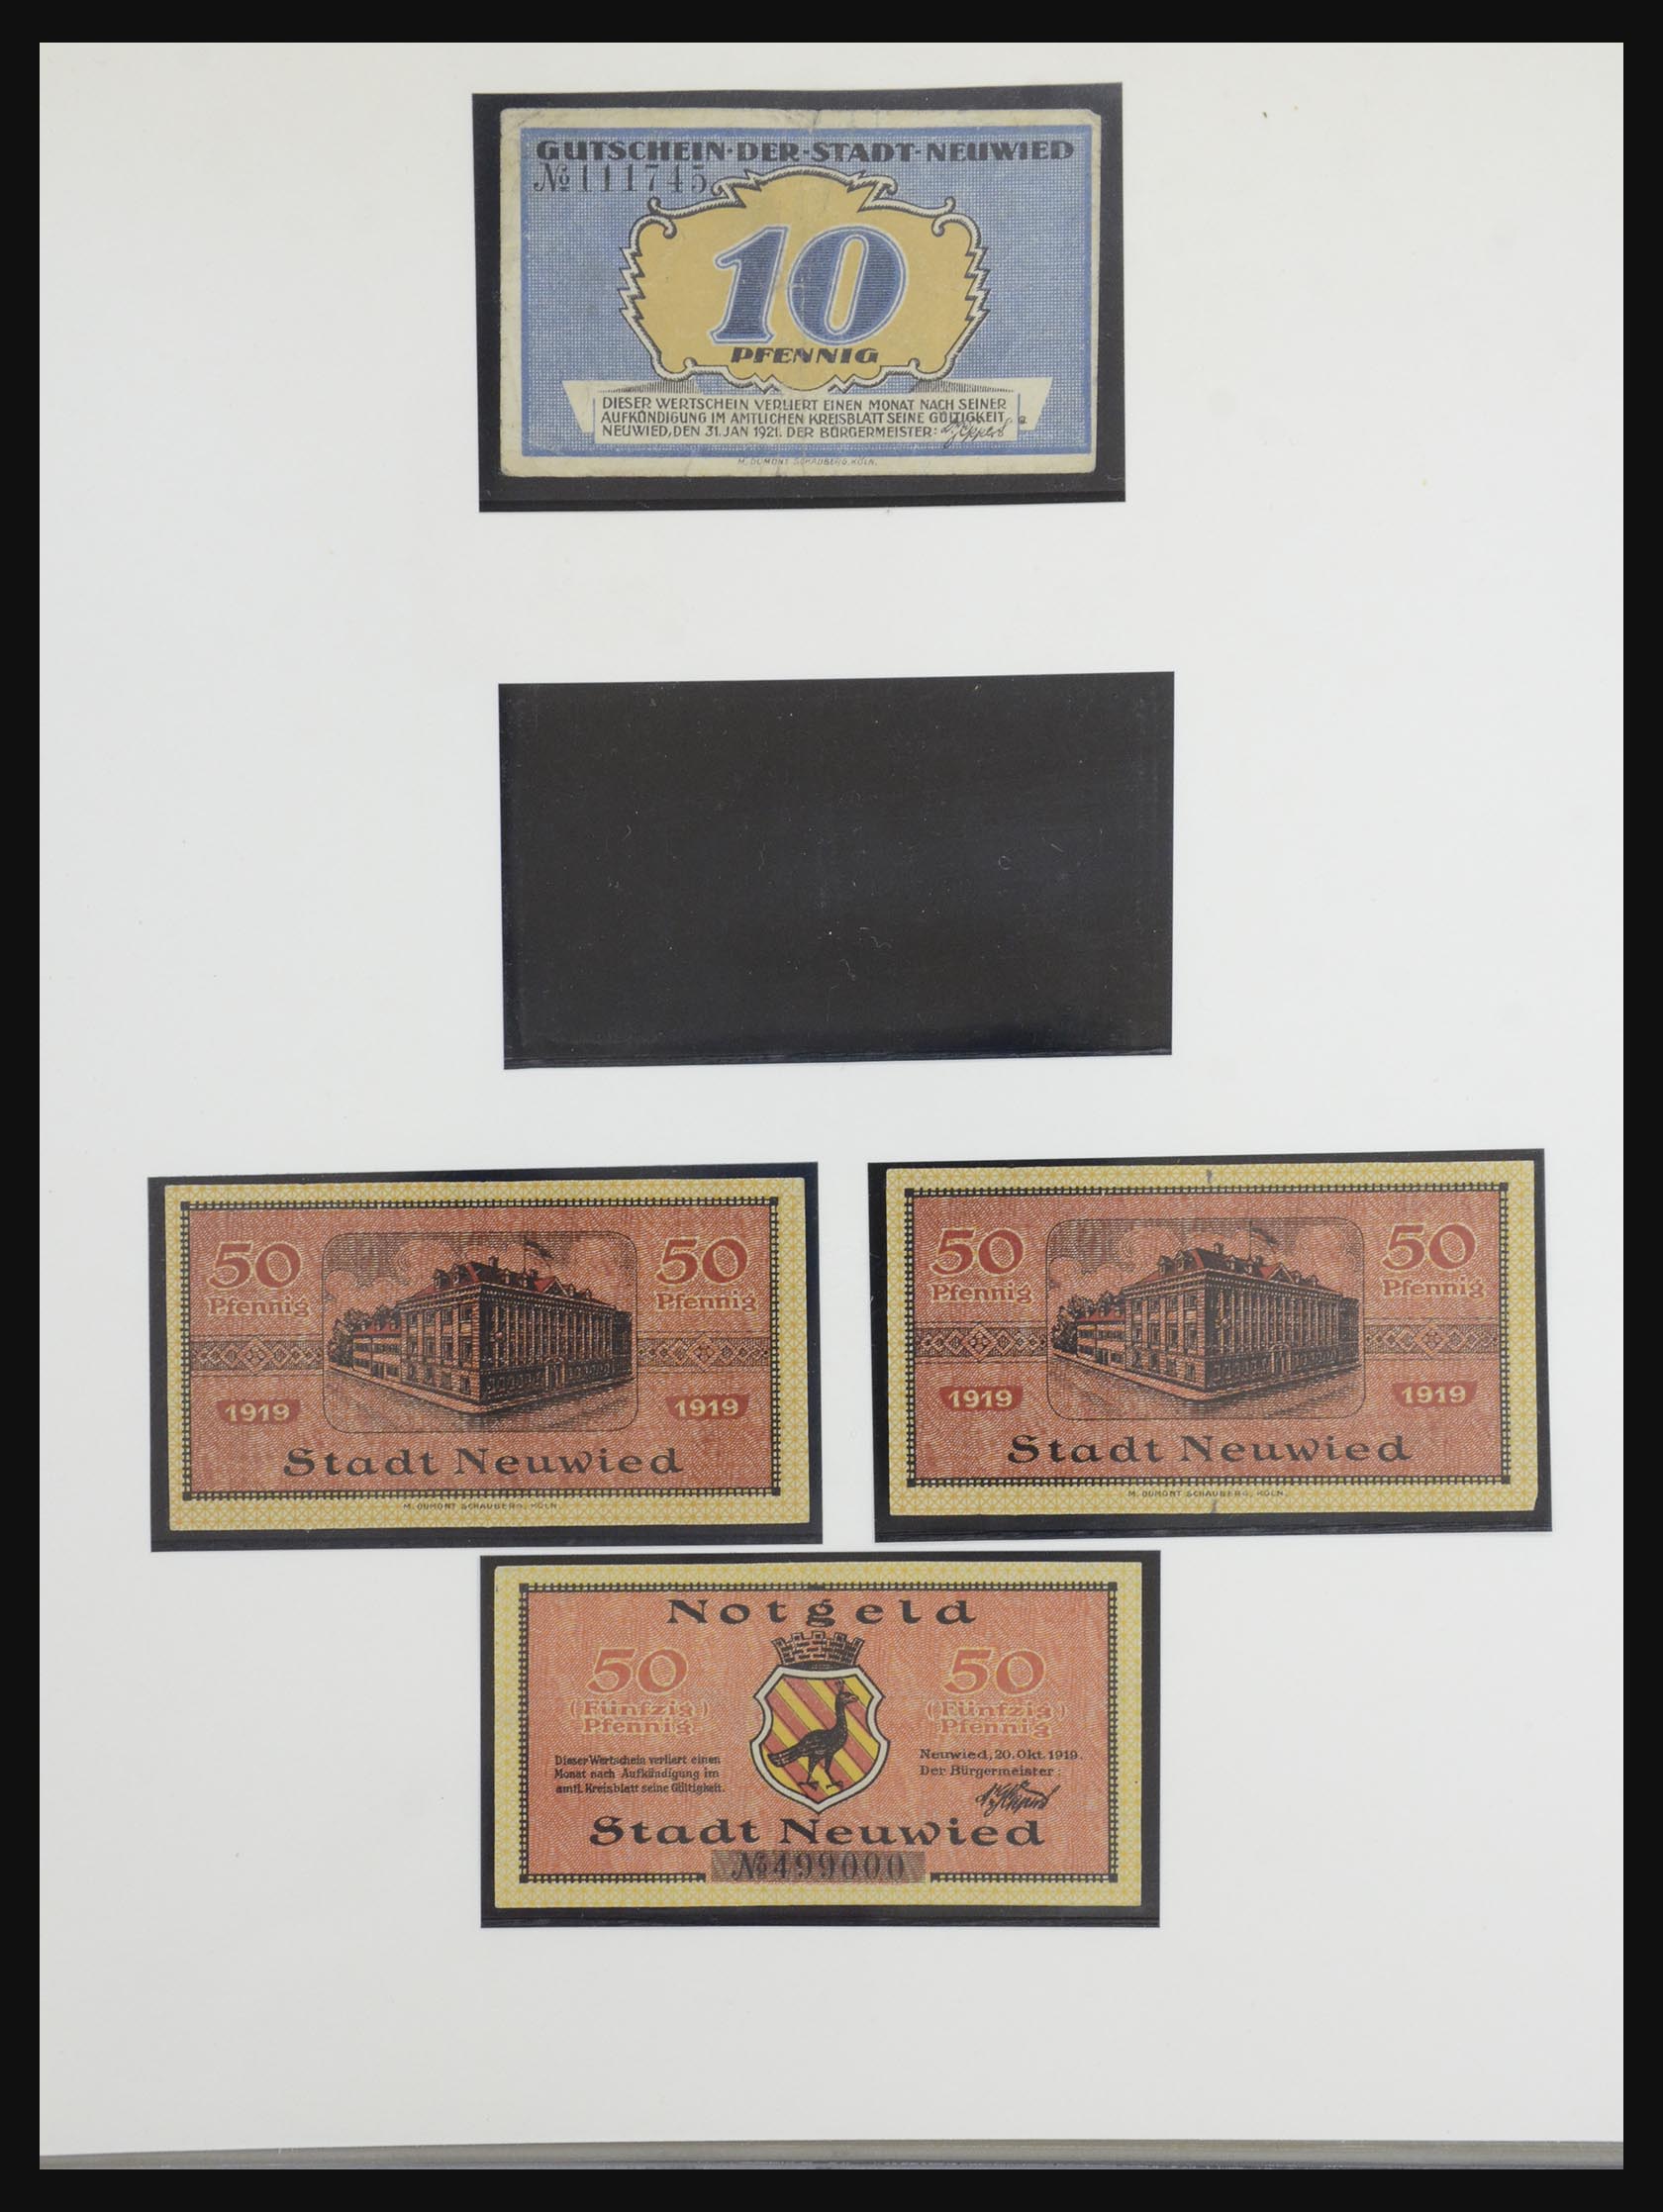 GUTSCHEIN·DER·STADT·NEUWIED
№111745
10
PFENNIG
DIESER WERTSCHEIN VERLIERT EINEN MONAT NACH SEINER
AUFKÜNDIGUNG IM AMTLICHEN KREISBLATT SEINE GÜLTIGKEIT
NEUWIED, DEN 31. JAN 1921. DER BÜRGERMEISTER:
M. DUMONT SCHAUBERG, KÖLN.
50 50
Pfennig Pfennig
1919 1919
Stadt Neuwied
M. DUMONT SCHAUBERG, KÖLN.
50 50
Pfennig Pfennig
1919 1919
Stadt Neuwied
M. DUMONT SCHAUBERG, KÖLN.
Notgeld
50 50
(Fünfzig) (Fünfzig)
Pfennig Pfennig
Dieser Wertschein verliert einen
Monat nach Aufkündigung im
amtl. Kreisblatt seine Gültigkeit.
Neuwied, 20. Okt. 1919.
Der Bürgermeister:
Stadt Neuwied
№499000